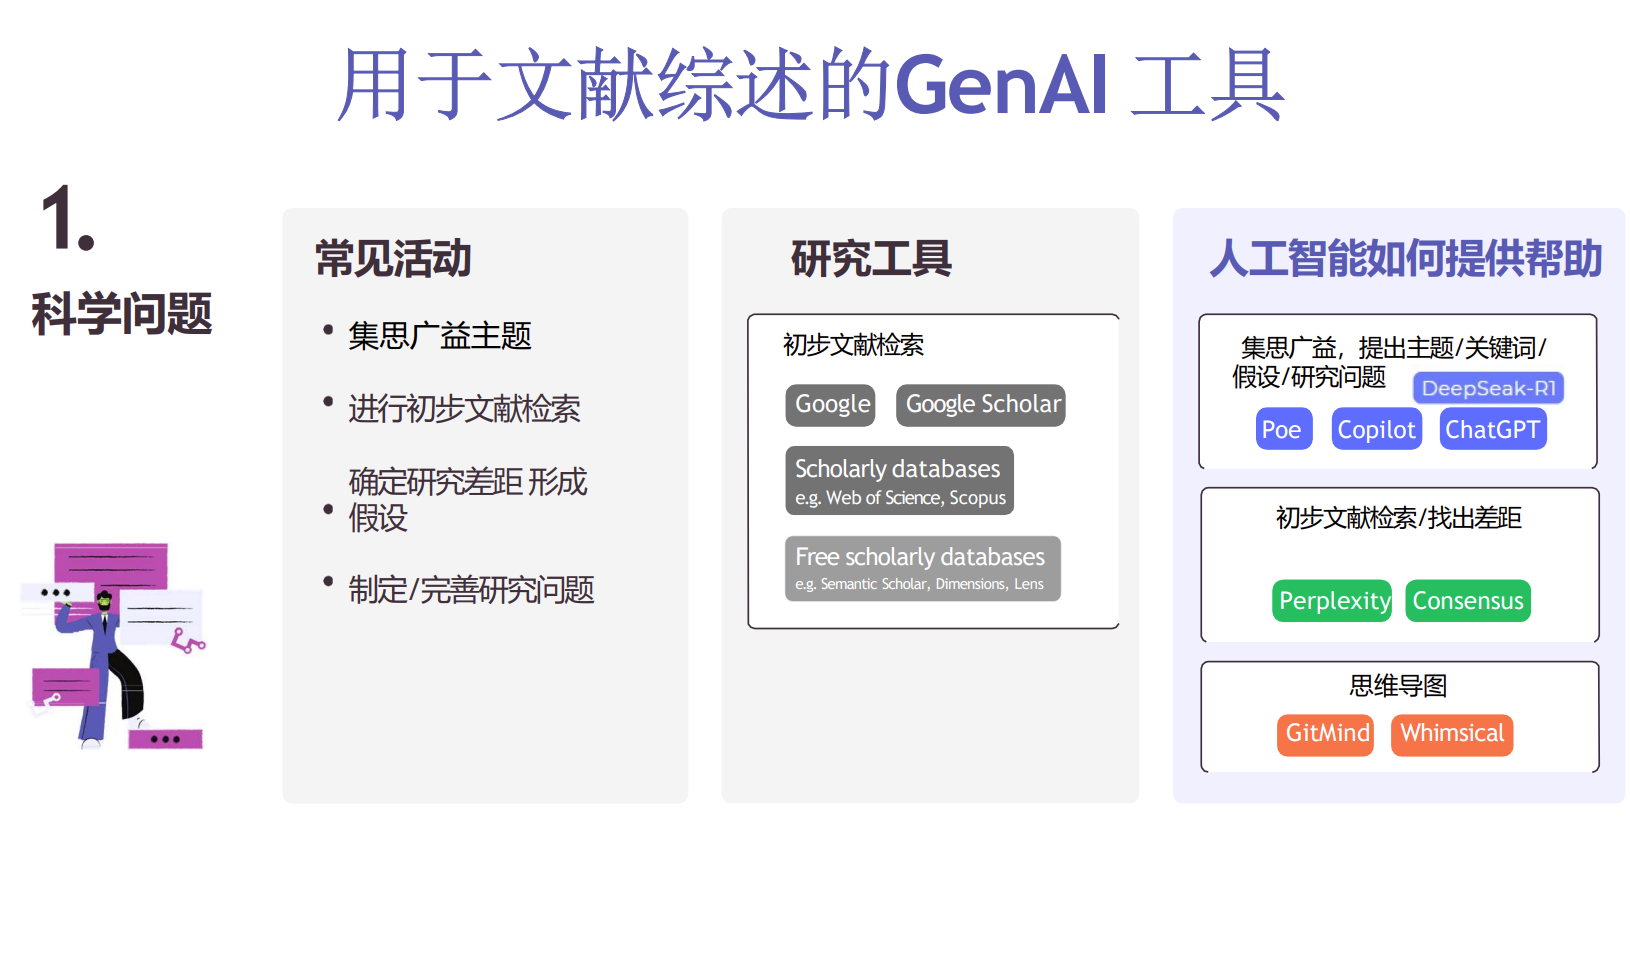 用于文献综述的GenAI 工具
1.
科学问题
常见活动
• 集思广益主题
• 进行初步文献检索
确定研究差距 形成
• 假设
• 制定/完善研究问题
研究工具
初步文献检索
Google
Google Scholar
Scholarly databases
e.g. Web of Science, Scopus
Free scholarly databases
e.g. Semantic Scholar, Dimensions, Lens
人工智能如何提供帮助
集思广益，提出主题/关键词/
假设/研究问题
DeepSeak-R1
Poe
Copilot
ChatGPT
初步文献检索/找出差距
Perplexity
Consensus
思维导图
GitMind
Whimsical